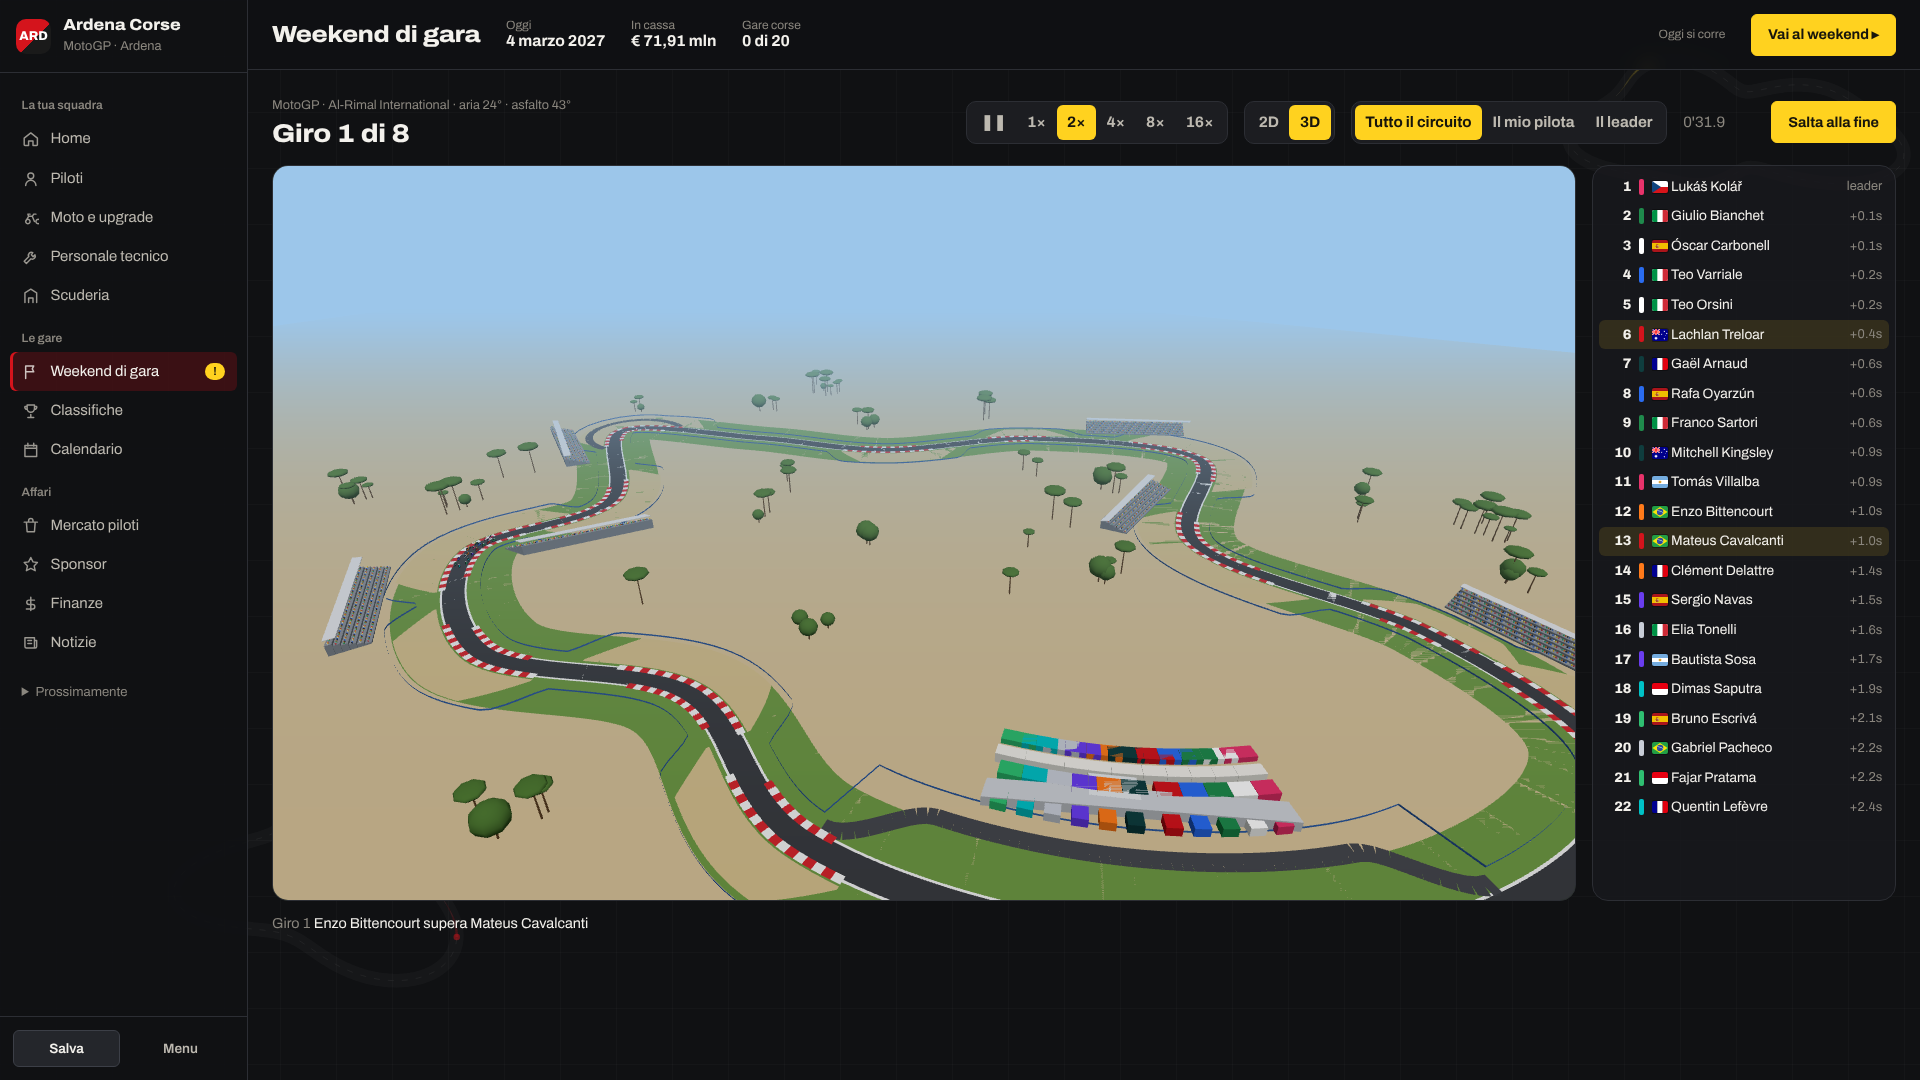 ARD
Ardena Corse
MotoGP · Ardena
La tua squadra
Home
Piloti
Moto e upgrade
Personale tecnico
Scuderia
Le gare
Weekend di gara
!
Classifiche
Calendario
Affari
Mercato piloti
Sponsor
Finanze
Notizie
Prossimamente
Salva
Menu
Weekend di gara
Oggi
4 marzo 2027
In cassa
€ 71,91 mln
Gare corse
0 di 20
Oggi si corre
Vai al weekend ▸
MotoGP · Al-Rimal International · aria 24° · asfalto 43°
Giro 1 di 8
1× 2× 4× 8× 16×
2D 3D
Tutto il circuito Il mio pilota Il leader
0'31.9
Salta alla fine
1 Lukáš Kolář leader
2 Giulio Bianchet +0.1s
3 Óscar Carbonell +0.1s
4 Teo Varriale +0.2s
5 Teo Orsini +0.2s
6 Lachlan Treloar +0.4s
7 Gaël Arnaud +0.6s
8 Rafa Oyarzún +0.6s
9 Franco Sartori +0.6s
10 Mitchell Kingsley +0.9s
11 Tomás Villalba +0.9s
12 Enzo Bittencourt +1.0s
13 Mateus Cavalcanti +1.0s
14 Clément Delattre +1.4s
15 Sergio Navas +1.5s
16 Elia Tonelli +1.6s
17 Bautista Sosa +1.7s
18 Dimas Saputra +1.9s
19 Bruno Escrivá +2.1s
20 Gabriel Pacheco +2.2s
21 Fajar Pratama +2.2s
22 Quentin Lefèvre +2.4s
Giro 1 Enzo Bittencourt supera Mateus Cavalcanti